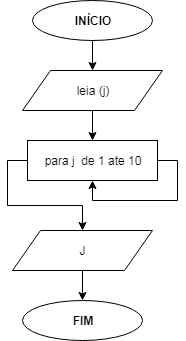 INÍCIO
leia (j)
para j de 1 ate 10
J
FIM